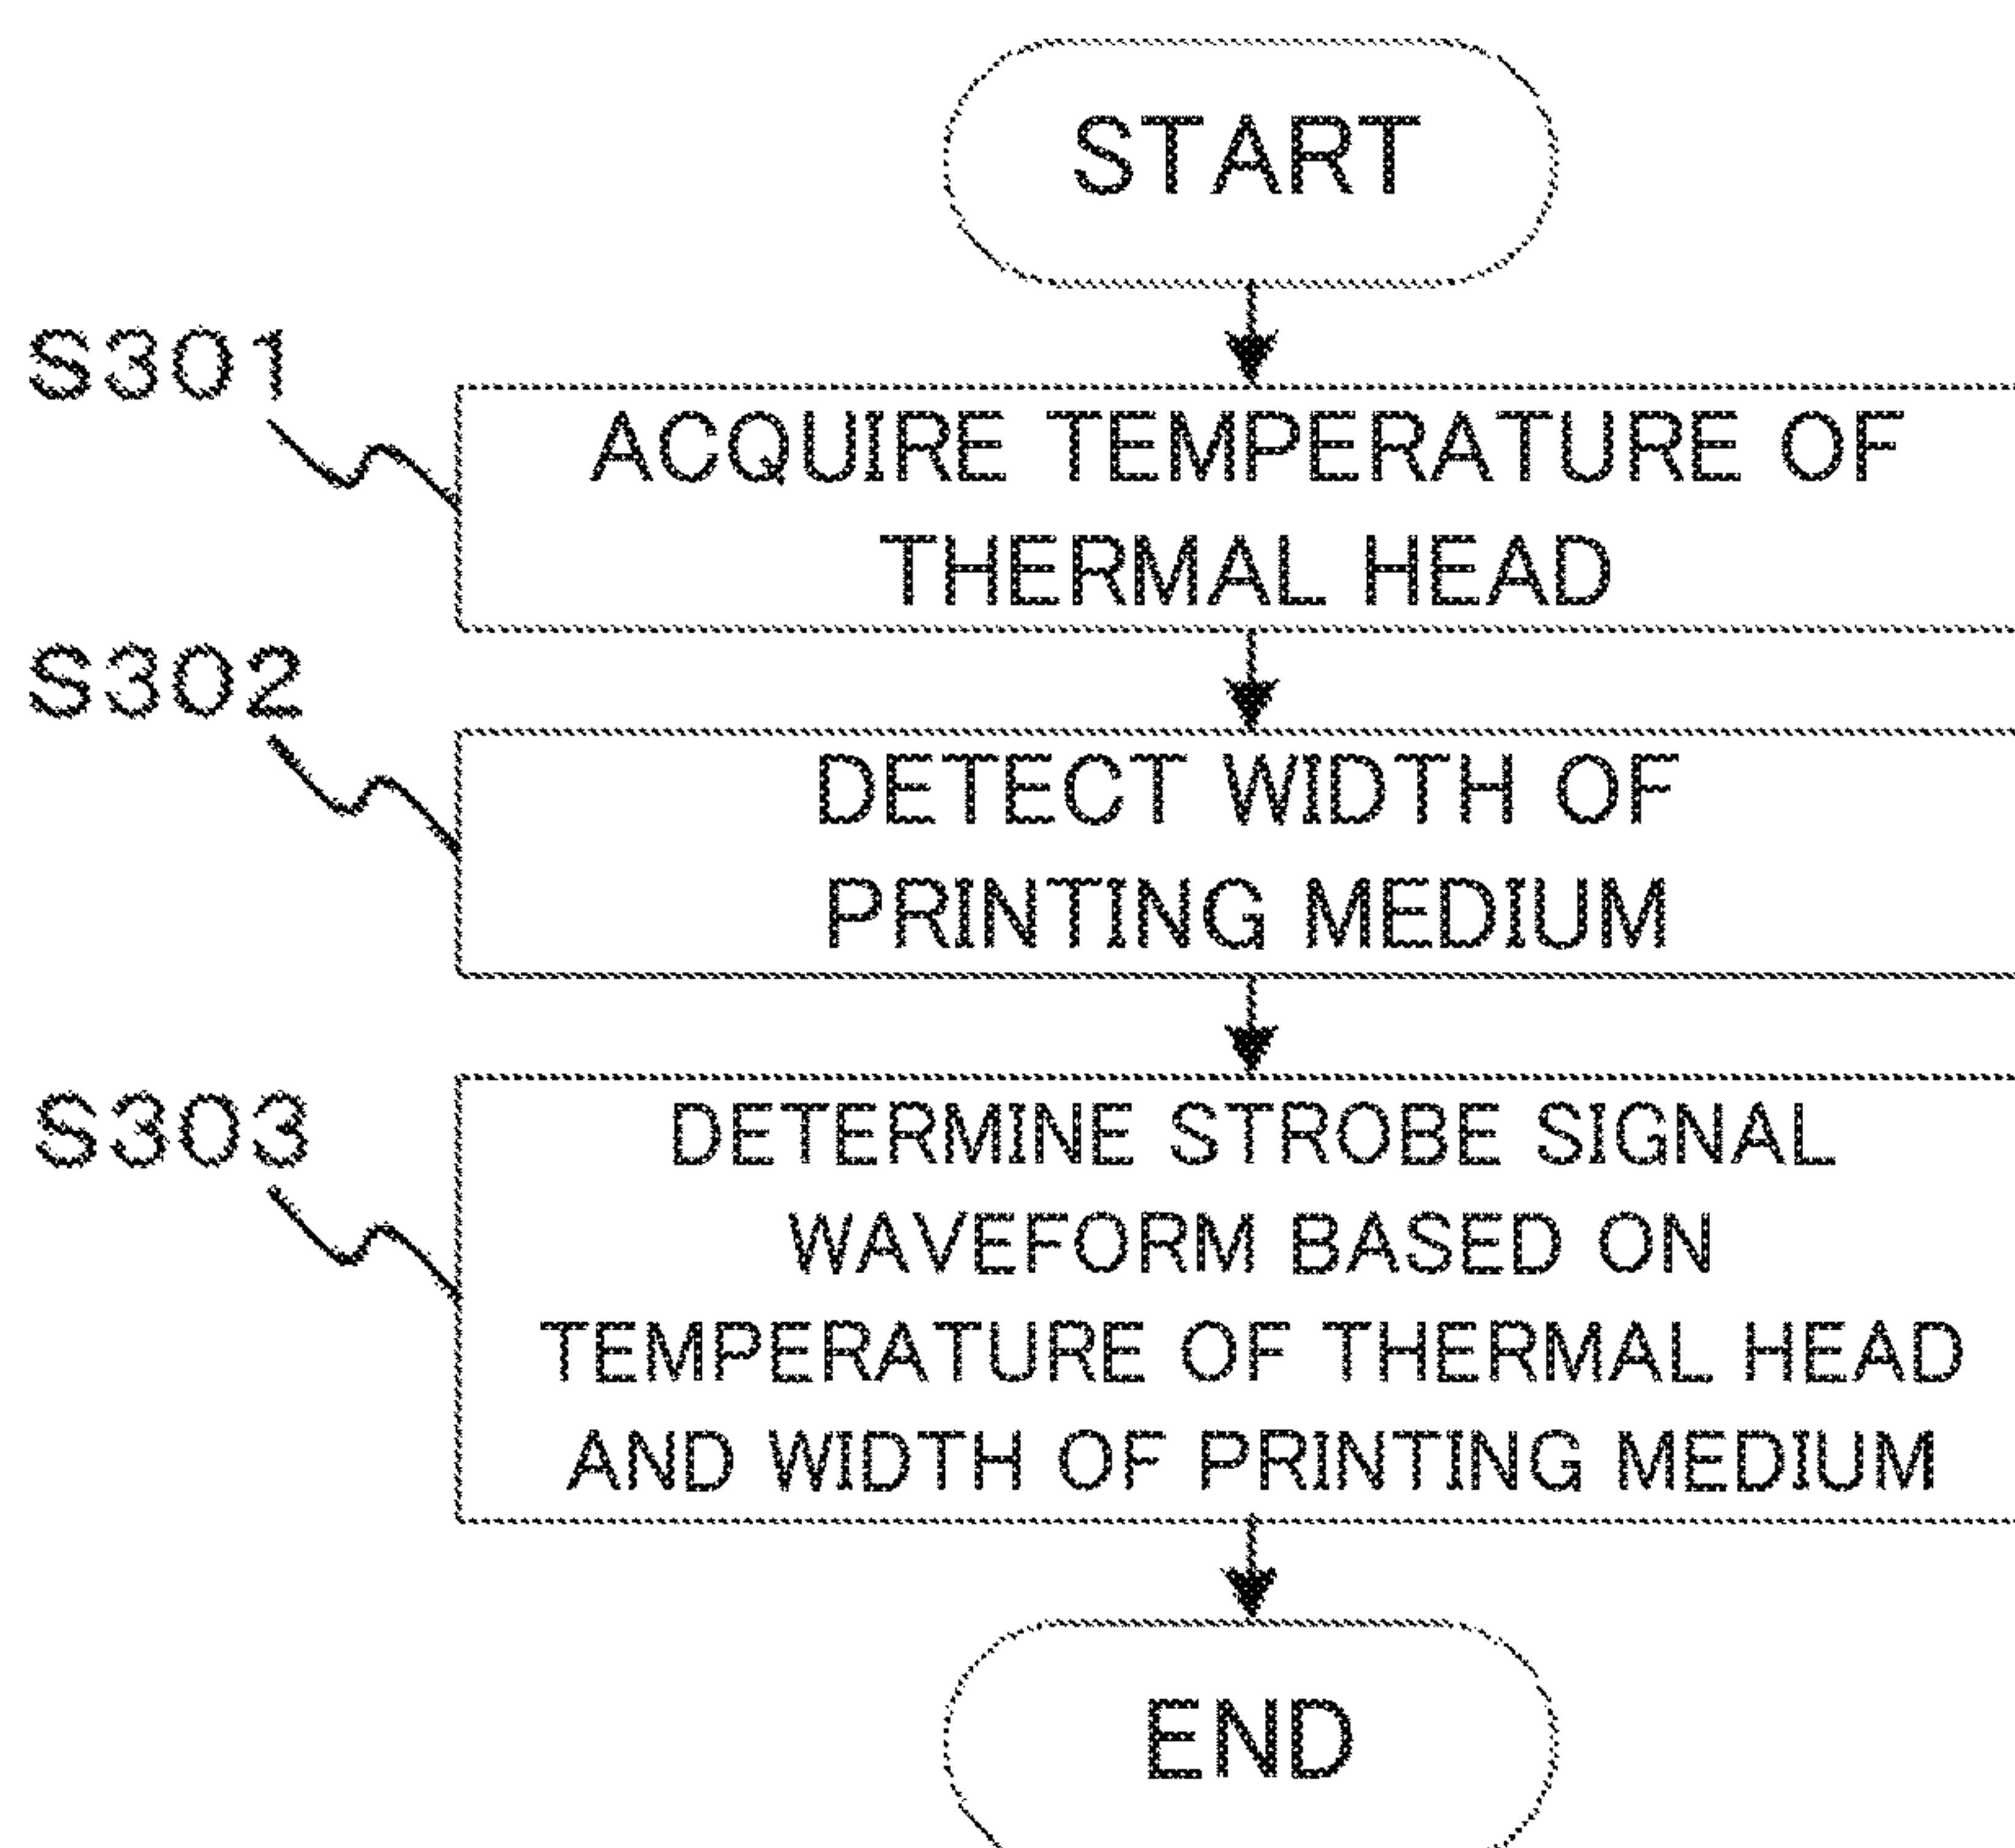 START
S301
ACQUIRE TEMPERATURE OF
THERMAL HEAD
S302
DETECT WIDTH OF
PRINTING MEDIUM
S303
DETERMINE STROBE SIGNAL
WAVEFORM BASED ON
TEMPERATURE OF THERMAL HEAD
AND WIDTH OF PRINTING MEDIUM
END